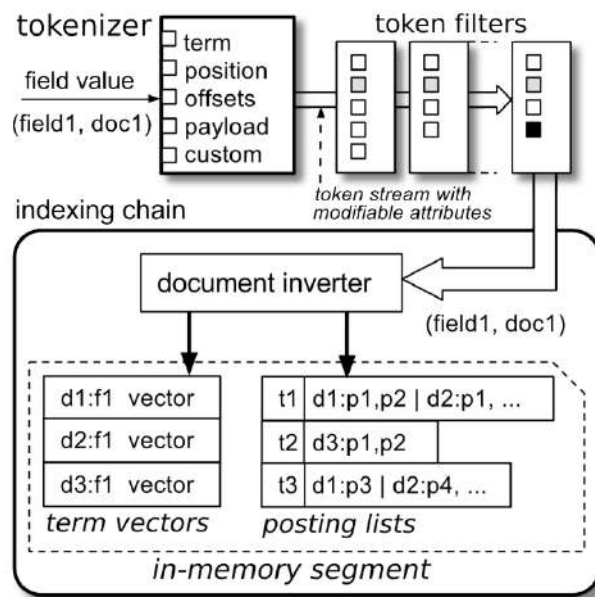 tokenizer
token filters
field value
(field1, doc1)
term
position
offsets
payload
custom
token stream with
modifiable attributes
indexing chain
document inverter
(field1, doc1)
d1:f1 vector
d2:f1 vector
d3:f1 vector
term vectors
t1 d1:p1,p2 | d2:p1, ...
t2 d3:p1,p2
t3 d1:p3 | d2:p4, ...
posting lists
in-memory segment